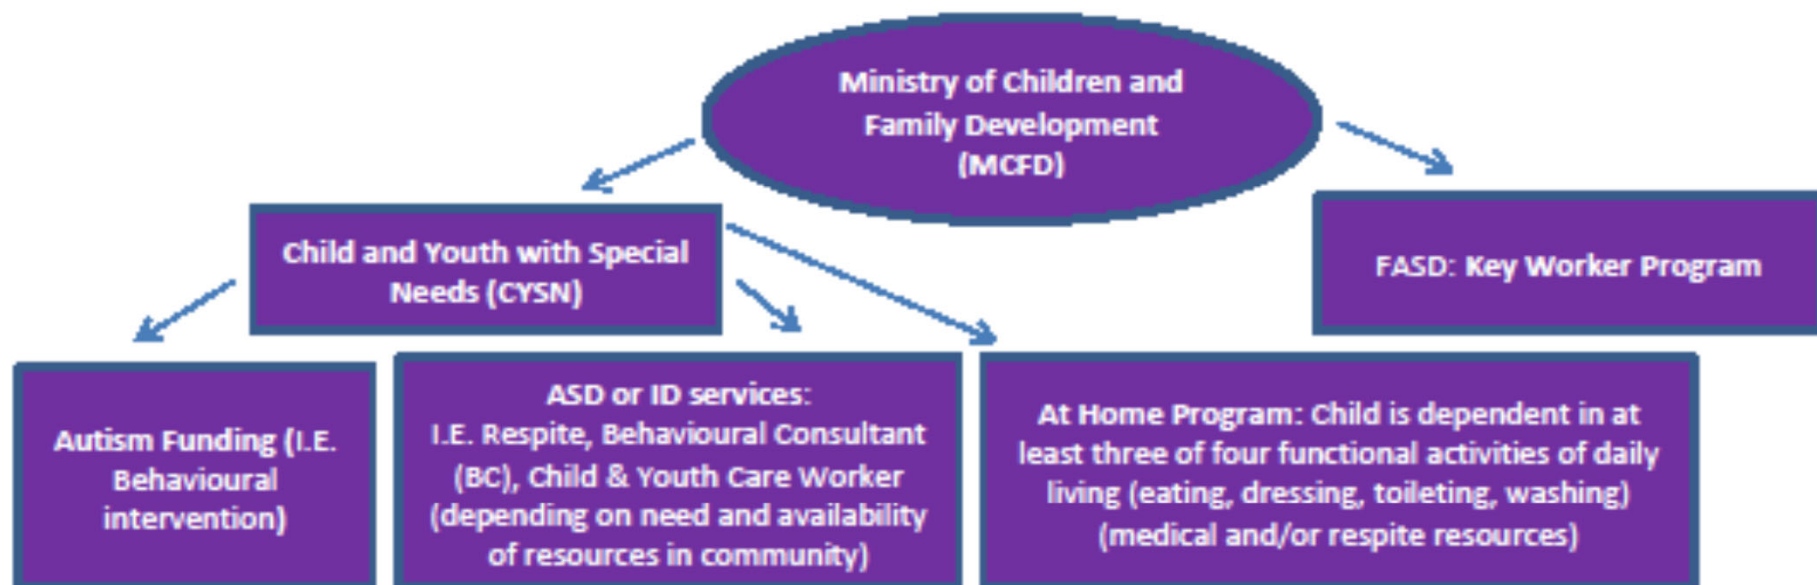 Ministry of Children and
Family Development
(MCFD)
Child and Youth with Special
Needs (CYSN)
FASD: Key Worker Program
Autism Funding (I.E.
Behavioural
intervention)
ASD or ID services:
I.E. Respite, Behavioural Consultant
(BC), Child & Youth Care Worker
(depending on need and availability
of resources in community)
At Home Program: Child is dependent in at
least three of four functional activities of daily
living (eating, dressing, toileting, washing)
(medical and/or respite resources)